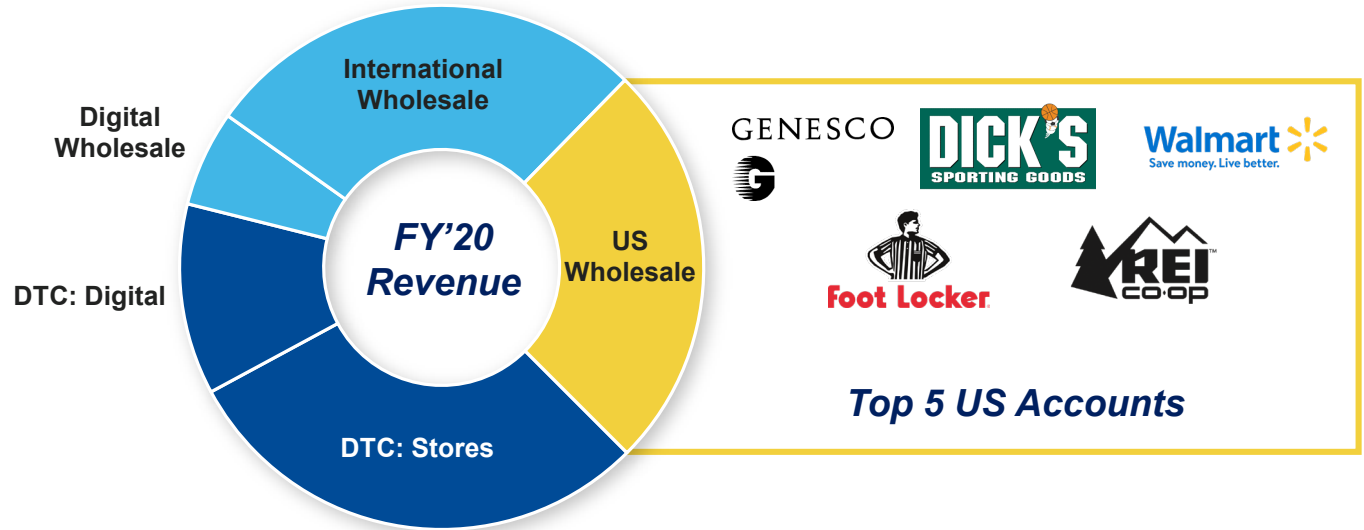 International
Wholesale
Digital
Wholesale
FY’20
Revenue
US
Wholesale
DTC: Digital
DTC: Stores
GENESCO
G
DICK'S
SPORTING GOODS
Walmart
Save money. Live better.
Foot Locker®
REI™
CO·OP
Top 5 US Accounts